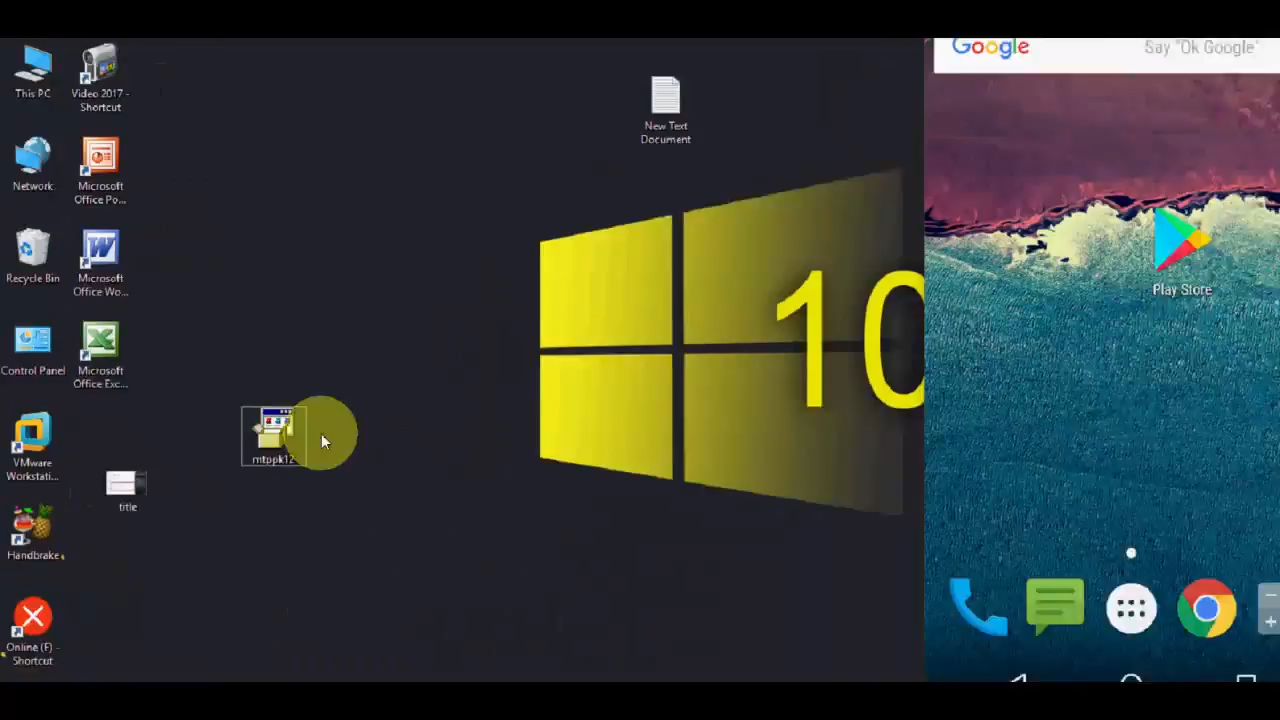 This PC
Video 2017 -
Shortcut
Network
Microsoft
Office Po...
Recycle Bin
Microsoft
Office Wo...
Control Panel
Microsoft
Office Exc...
VMware
Workstati...
title
Handbrake
Online (F) -
Shortcut
mtppk12
New Text
Document
10
Google
Say "Ok Google"
Play Store